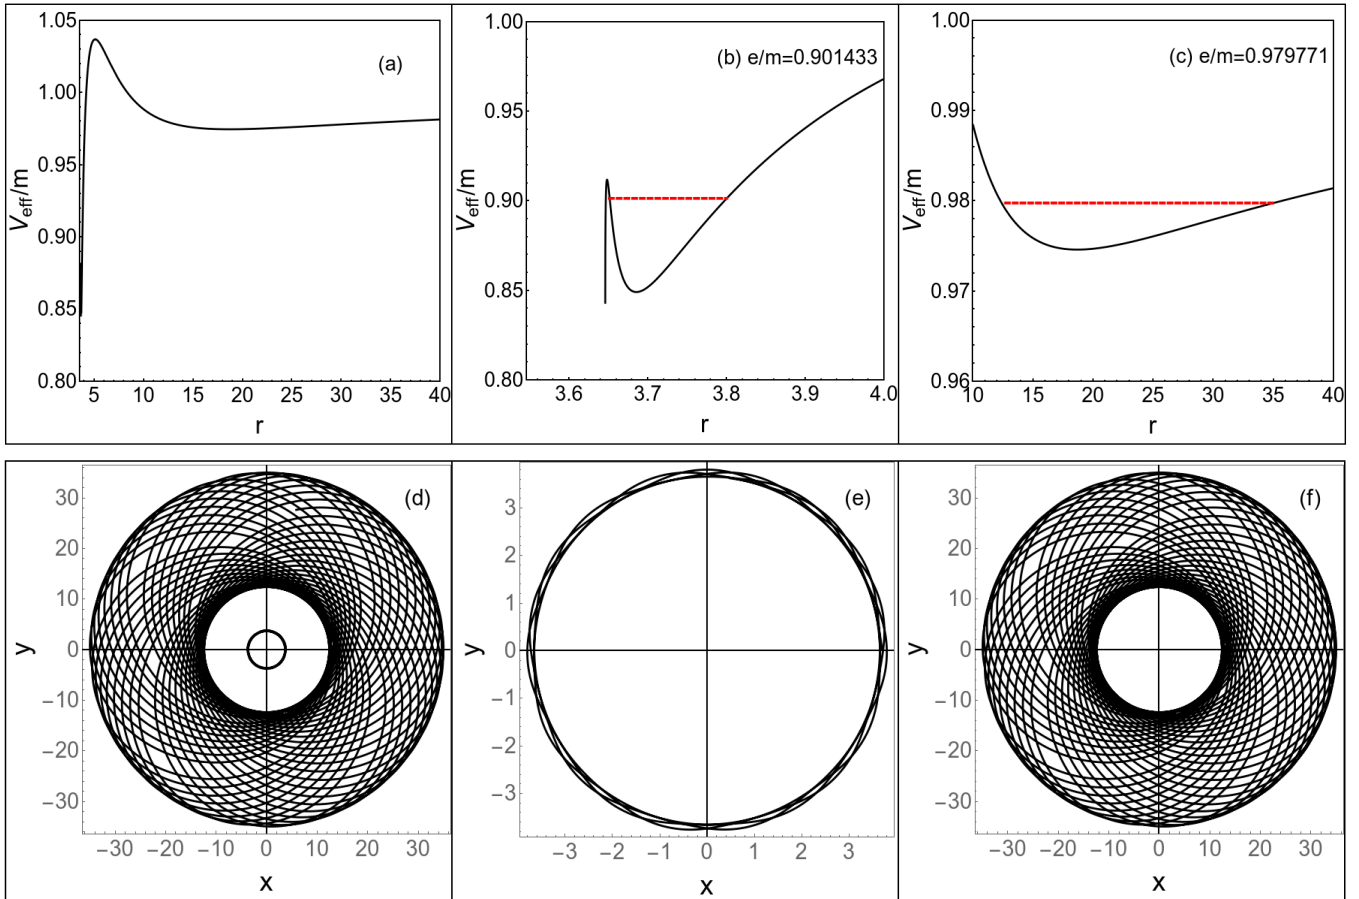 1.05
1.00
0.95
0.90
0.85
0.80
5 10 15 20 25 30 35 40
V_eff/m
r
(a)
1.00
0.95
0.90
0.85
0.80
3.6 3.7 3.8 3.9 4.0
V_eff/m
r
(b) e/m=0.901433
1.00
0.99
0.98
0.97
0.96
10 15 20 25 30 35 40
V_eff/m
r
(c) e/m=0.979771
30
20
10
0
−10
−20
−30
−30 −20 −10 0 10 20 30
y
x
(d)
3
2
1
0
−1
−2
−3
−3 −2 −1 0 1 2 3
y
x
(e)
30
20
10
0
−10
−20
−30
−30 −20 −10 0 10 20 30
y
x
(f)